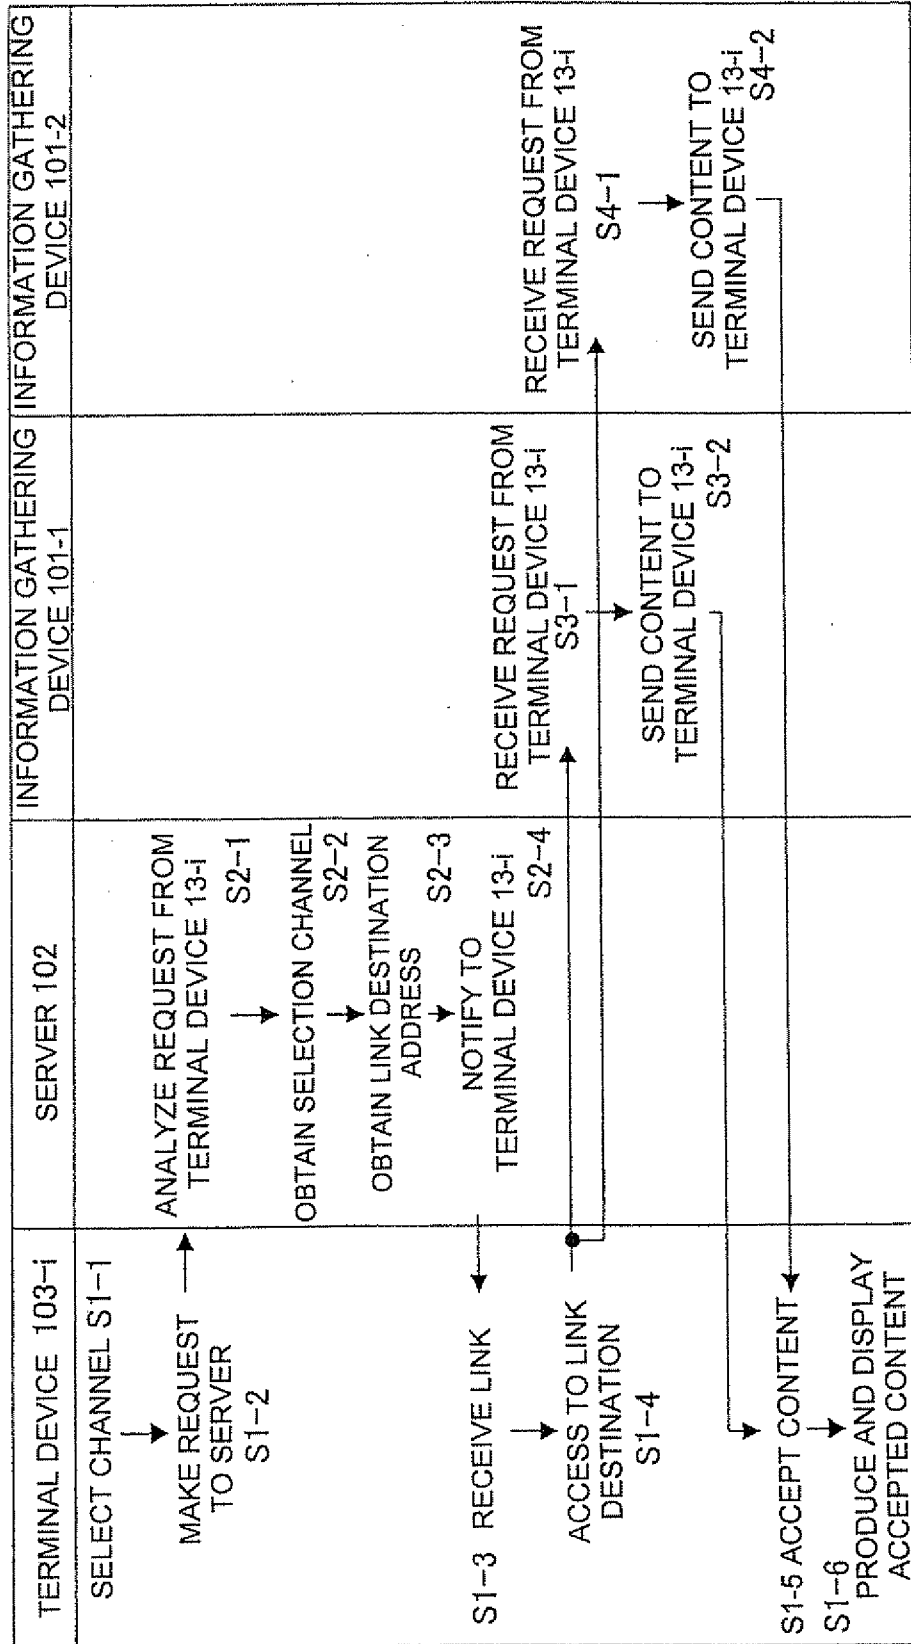 TERMINAL DEVICE 103-i
SELECT CHANNEL S1-1
MAKE REQUEST
TO SERVER
S1-2
S1-3 RECEIVE LINK
ACCESS TO LINK
DESTINATION
S1-4
S1-5 ACCEPT CONTENT
S1-6
PRODUCE AND DISPLAY
ACCEPTED CONTENT
SERVER 102
ANALYZE REQUEST FROM
TERMINAL DEVICE 13-i
S2-1
OBTAIN SELECTION CHANNEL
S2-2
OBTAIN LINK DESTINATION
ADDRESS
S2-3
NOTIFY TO
TERMINAL DEVICE 13-i
S2-4
INFORMATION GATHERING
DEVICE 101-1
RECEIVE REQUEST FROM
TERMINAL DEVICE 13-i
S3-1
SEND CONTENT TO
TERMINAL DEVICE 13-i
S3-2
INFORMATION GATHERING
DEVICE 101-2
RECEIVE REQUEST FROM
TERMINAL DEVICE 13-i
S4-1
SEND CONTENT TO
TERMINAL DEVICE 13-i
S4-2